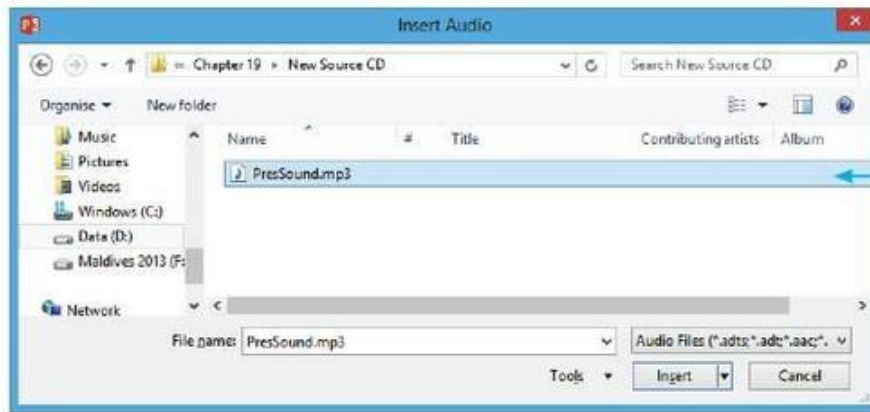 Insert Audio
Chapter 19 New Source CD
Search New Source CD
Organise New folder
Name # Title Contributing artists Album
Music
Pictures
Videos
Windows (C:)
Data (D:)
Maldives 2013 (F:
Network
PresSound.mp3
File name: PresSound.mp3
Audio Files (*.adts;*.adt;*.aac;*.
Tools Insert Cancel